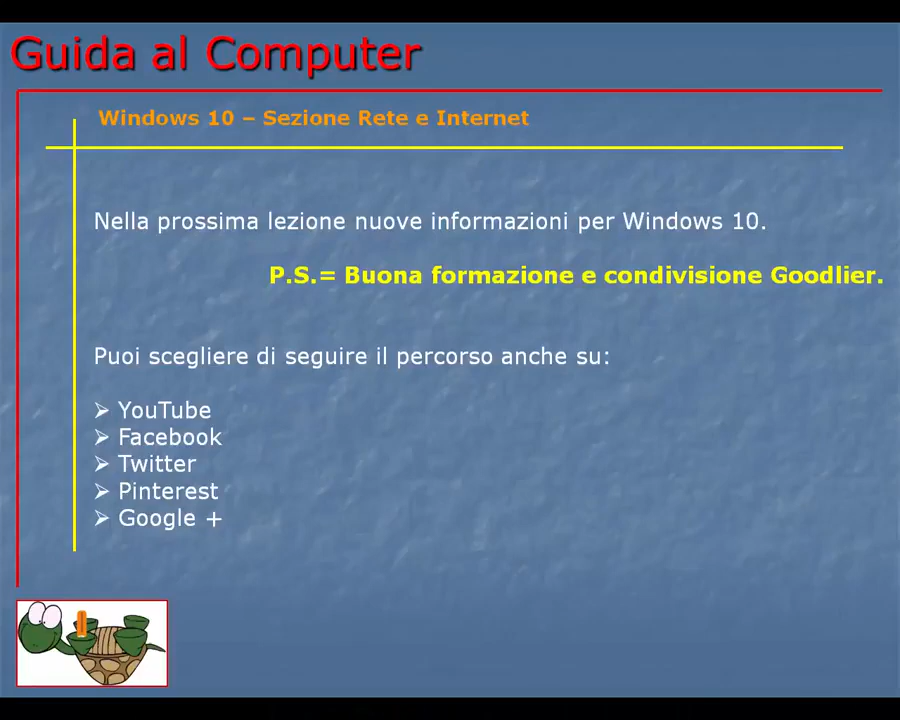 Guida al Computer
Windows 10 – Sezione Rete e Internet
Nella prossima lezione nuove informazioni per Windows 10.
P.S.= Buona formazione e condivisione Goodlier.
Puoi scegliere di seguire il percorso anche su:
➢ YouTube
➢ Facebook
➢ Twitter
➢ Pinterest
➢ Google +